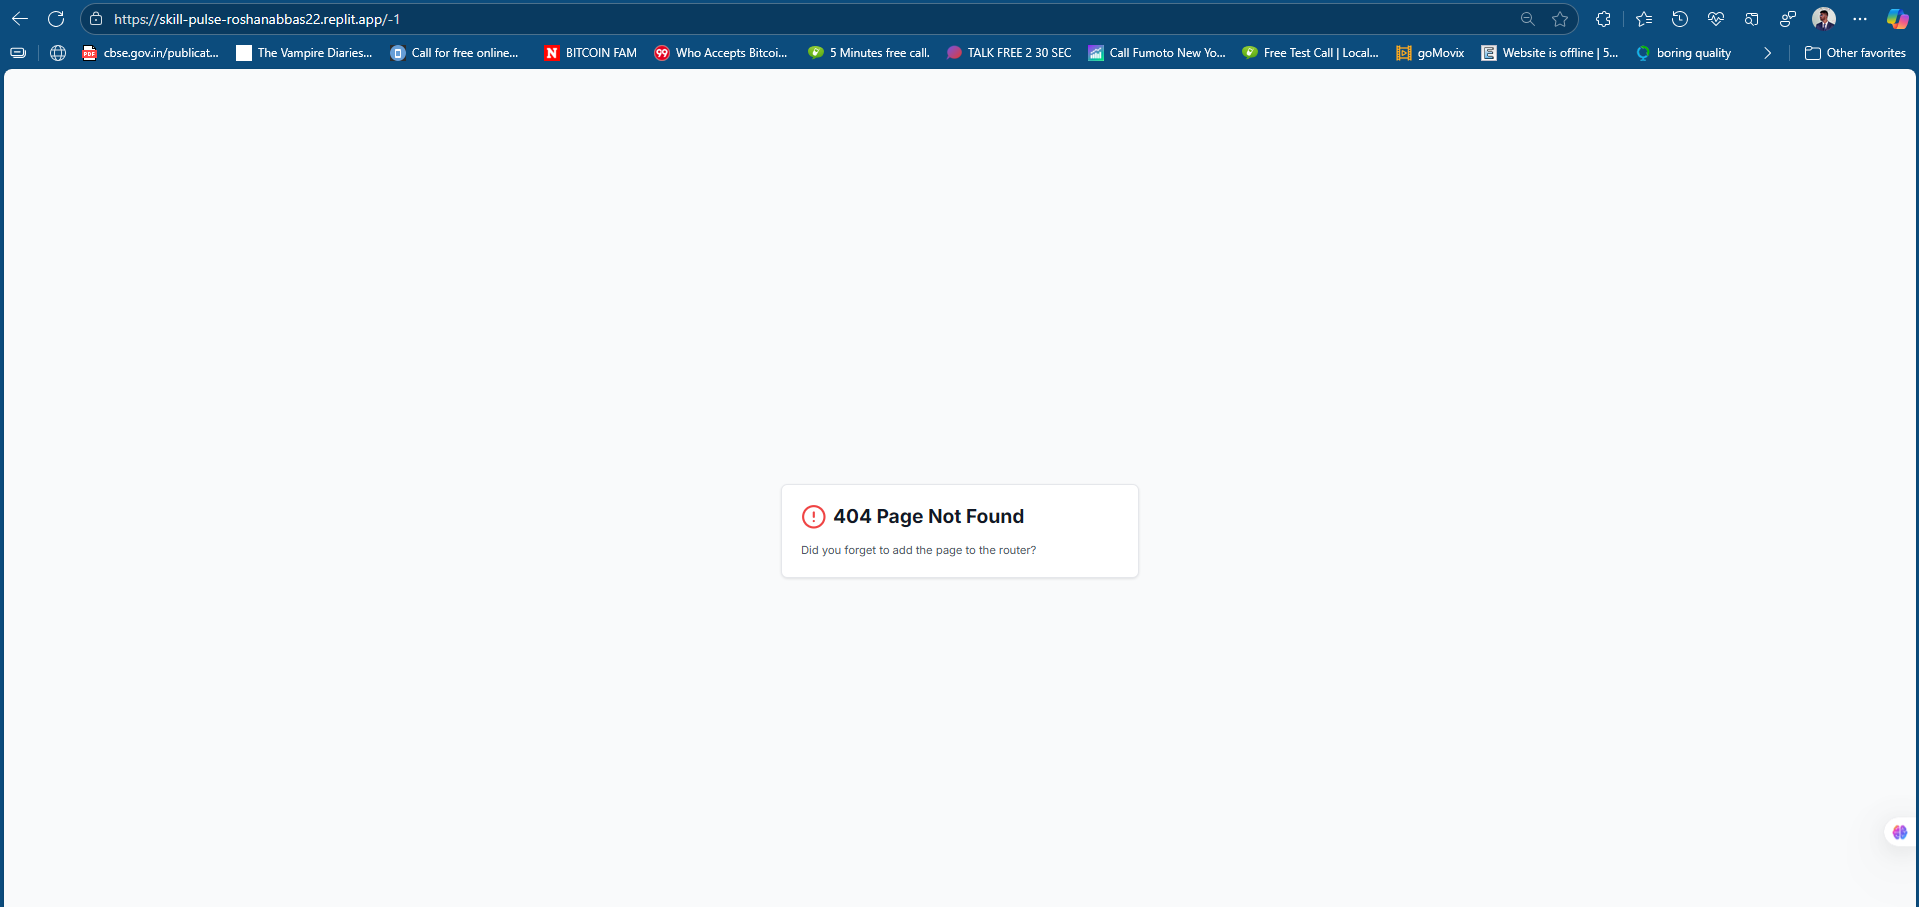 https://skill-pulse-roshanabbas22.replit.app/-1
cbse.gov.in/publicat... The Vampire Diaries... Call for free online... N BITCOIN FAM 99 Who Accepts Bitcoi... 5 Minutes free call. TALK FREE 2 30 SEC Call Fumoto New Yo... Free Test Call | Local... goMovix E Website is offline | 5... boring quality Other favorites
404 Page Not Found
Did you forget to add the page to the router?